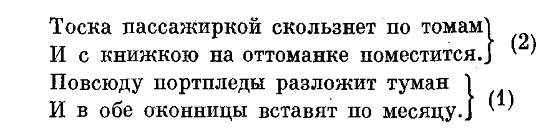 Тоска пассажиркой скользнет по томам
И с книжкою на оттоманке поместится. } (2)
Повсюду портпледы разложит туман
И в обе оконницы вставят по месяцу. } (1)